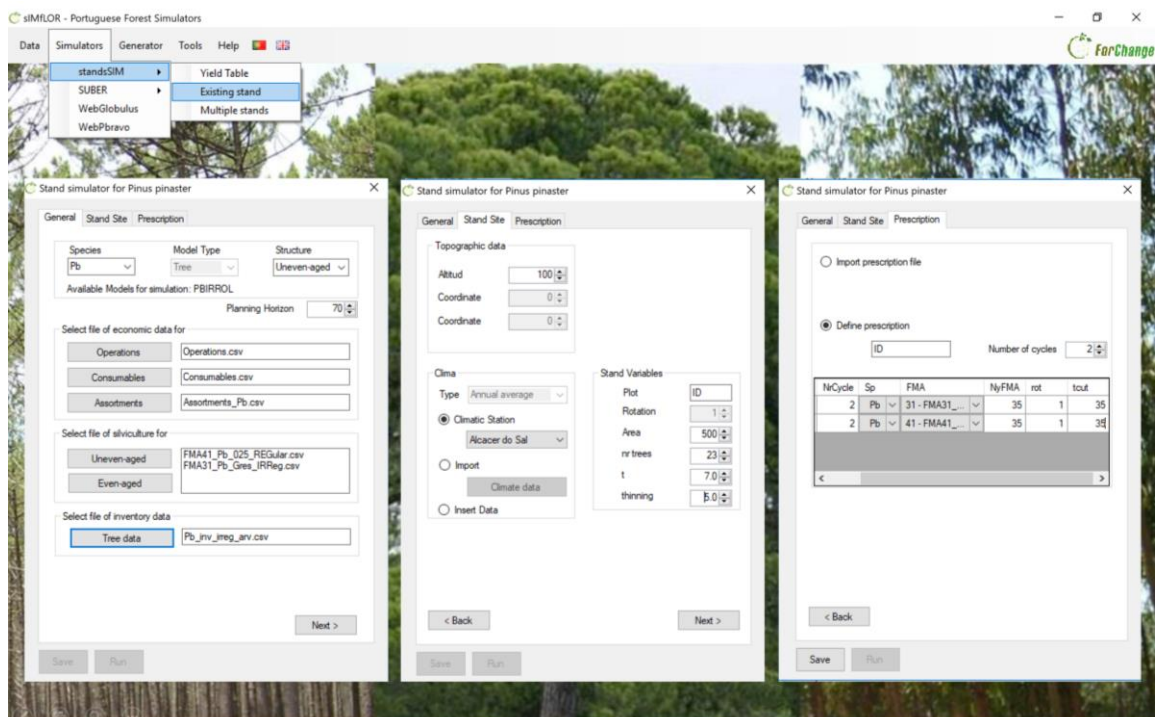 sIMfLOR - Portuguese Forest Simulators
Data Simulators Generator Tools Help
ForChange
standsSIM
SUBER
WebGlobulus
WebPbravo
Yield Table
Existing stand
Multiple stands
Stand simulator for Pinus pinaster
General Stand Site Prescription
Species Model Type Structure
Pb Tree Uneven-aged
Available Models for simulation: PBIRROL
Planning Horizon 70
Select file of economic data for
Operations Operations.csv
Consumables Consumables.csv
Assortments Assortments_Pb.csv
Select file of silviculture for
Uneven-aged
Even-aged
FMA41_Pb_025_REGular.csv
FMA31_Pb_Gres_IRReg.csv
Select file of inventory data
Tree data Pb_inv_irreg_arv.csv
Next >
Save Run
Stand simulator for Pinus pinaster
General Stand Site Prescription
Topographic data
Altitud 100
Coordinate 0
Coordinate 0
Clima
Type Annual average
Climatic Station
Alcacer do Sal
Import
Climate data
Insert Data
Stand Variables
Plot ID
Rotation 1
Area 500
nr trees 23
t 7.0
thinning 5.0
< Back Next >
Save Run
Stand simulator for Pinus pinaster
General Stand Site Prescription
Import prescription file
Define prescription
ID Number of cycles 2
NrCycle Sp FMA NyFMA rot tcut
2 Pb 31 - FMA31_... 35 1 35
2 Pb 41 - FMA41_... 35 1 35
< Back
Save Run